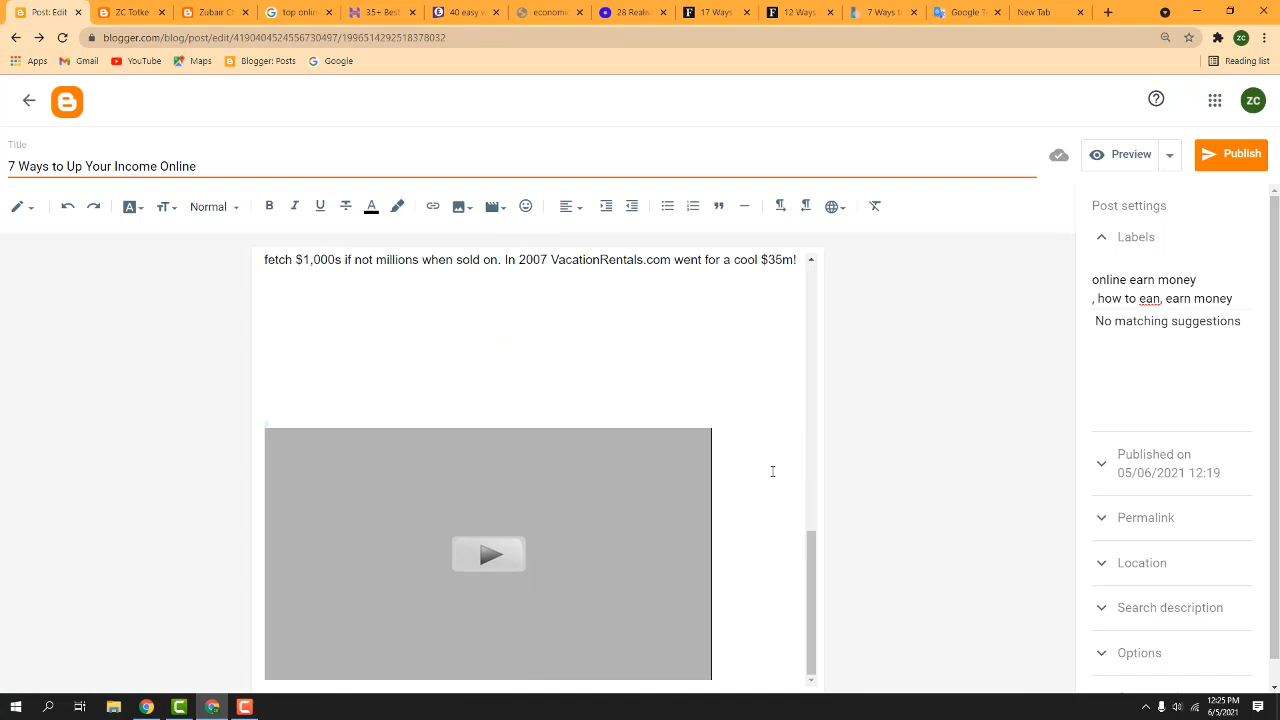 Post: Edit
ZC Totke
Zubair Ch
top onlin
35+ Best
40 easy v
economic
28 Realis
17 Ways
12 Ways
7 Ways t
Google T
New Tab
blogger.com/blog/post/edit/4190404524556730497/1996514292518378032
ZC
Apps
Gmail
YouTube
Maps
Blogger: Posts
Google
Reading list
ZC
Title
7 Ways to Up Your Income Online
Preview
Publish
Normal
Post settings
Labels
online earn money
, how to ean, earn money
No matching suggestions
Published on
05/06/2021 12:19
Permalink
Location
Search description
Options
fetch $1,000s if not millions when sold on. In 2007 VacationRentals.com went for a cool $35m!
12:25 PM
6/5/2021